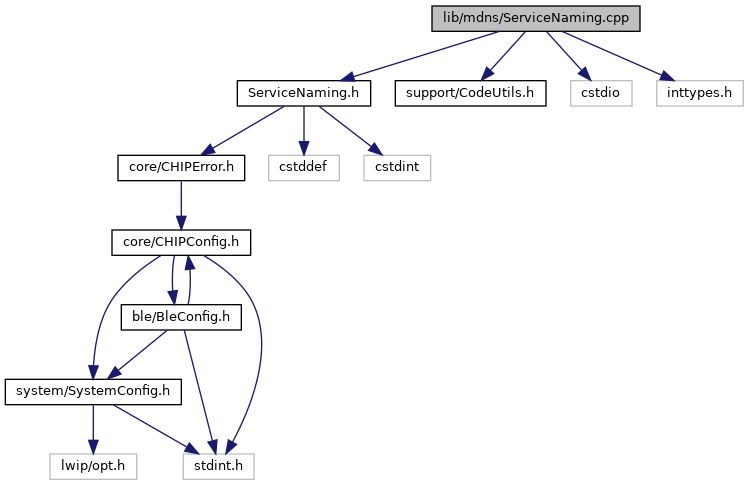 lib/mdns/ServiceNaming.cpp
ServiceNaming.h
support/CodeUtils.h
cstdio
inttypes.h
core/CHIPError.h
cstddef
cstdint
core/CHIPConfig.h
ble/BleConfig.h
system/SystemConfig.h
lwip/opt.h
stdint.h